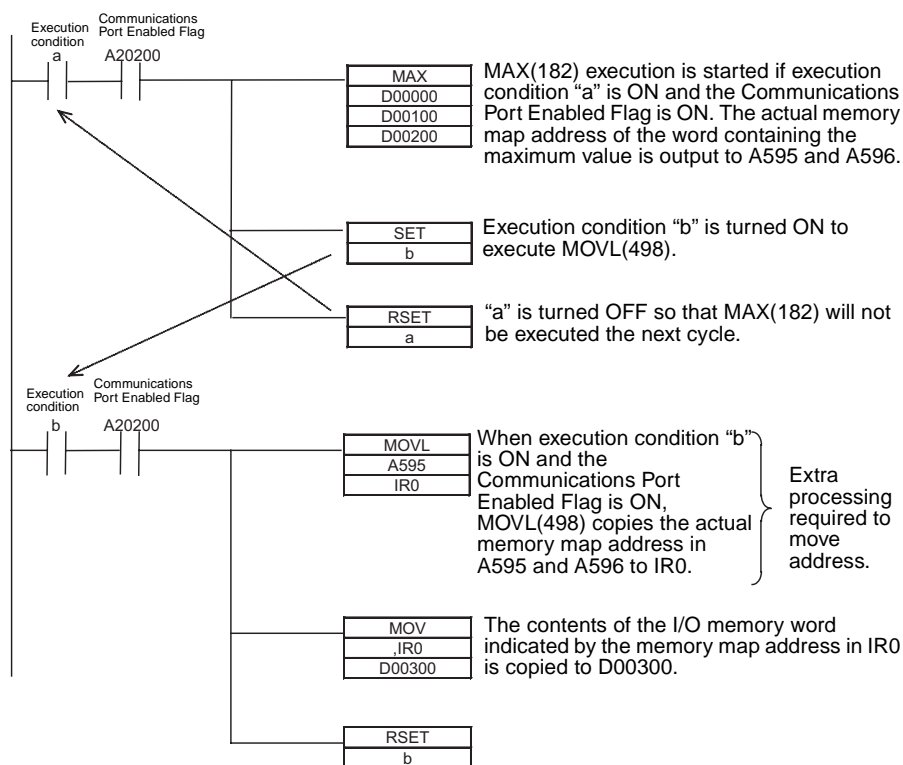 Execution
condition
a
Communications
Port Enabled Flag
A20200
MAX
D00000
D00100
D00200
MAX(182) execution is started if execution
condition “a” is ON and the Communications
Port Enabled Flag is ON. The actual memory
map address of the word containing the
maximum value is output to A595 and A596.
SET
b
Execution condition “b” is turned ON to
execute MOVL(498).
RSET
a
“a” is turned OFF so that MAX(182) will not
be executed the next cycle.
Execution
condition
b
Communications
Port Enabled Flag
A20200
MOVL
A595
IR0
When execution condition “b”
is ON and the
Communications Port
Enabled Flag is ON,
MOVL(498) copies the actual
memory map address in
A595 and A596 to IR0.
Extra
processing
required to
move
address.
MOV
,IR0
D00300
The contents of the I/O memory word
indicated by the memory map address in IR0
is copied to D00300.
RSET
b